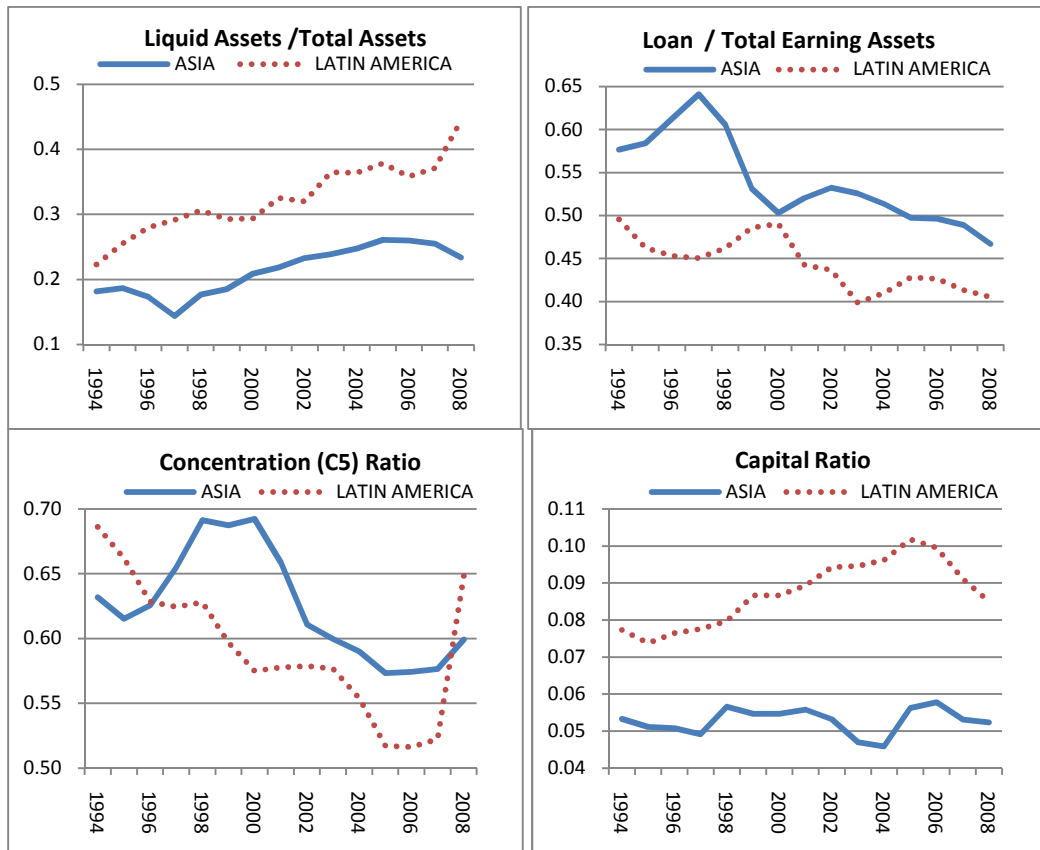 Liquid Assets /Total Assets
ASIA LATIN AMERICA
0.5
0.4
0.3
0.2
0.1
1994 1996 1998 2000 2002 2004 2006 2008
Loan / Total Earning Assets
ASIA LATIN AMERICA
0.65
0.60
0.55
0.50
0.45
0.40
0.35
1994 1996 1998 2000 2002 2004 2006 2008
Concentration (C5) Ratio
ASIA LATIN AMERICA
0.70
0.65
0.60
0.55
0.50
1994 1996 1998 2000 2002 2004 2006 2008
Capital Ratio
ASIA LATIN AMERICA
0.11
0.10
0.09
0.08
0.07
0.06
0.05
0.04
1994 1996 1998 2000 2002 2004 2006 2008